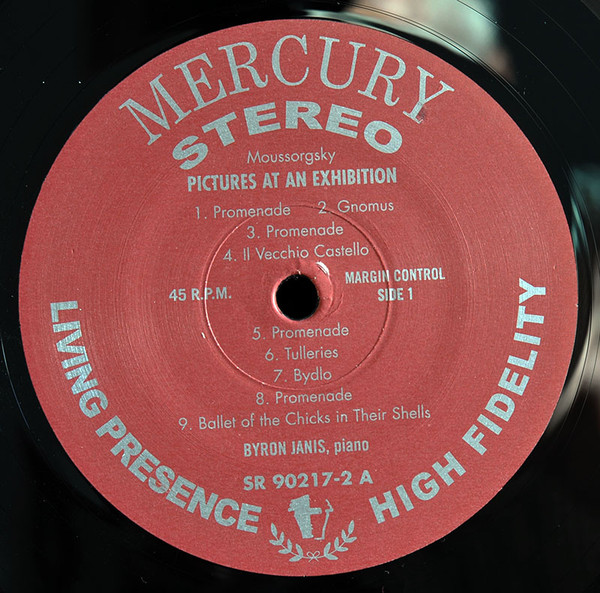 MERCURY
STEREO
Moussorgsky
PICTURES AT AN EXHIBITION
1. Promenade 2. Gnomus
3. Promenade
4. Il Vecchio Castello
45 R.P.M.
MARGIN CONTROL
SIDE 1
5. Promenade
6. Tulleries
7. Bydlo
8. Promenade
9. Ballet of the Chicks in Their Shells
BYRON JANIS, piano
SR 90217-2 A
LIVING PRESENCE
HIGH FIDELITY